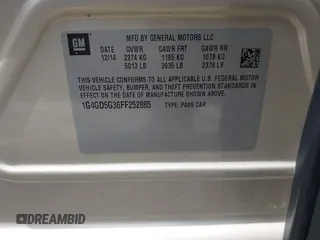 GM
MFD BY GENERAL MOTORS LLC
DATE GVWR GAWR FRT GAWR RR
12/14 2274 KG 1195 KG 1079 KG
5013 LB 2635 LB 2378 LB
THIS VEHICLE CONFORMS TO ALL APPLICABLE U.S. FEDERAL MOTOR
VEHICLE SAFETY, BUMPER, AND THEFT PREVENTION STANDARDS
IN EFFECT ON THE DATE OF MANUFACTURE SHOWN ABOVE.
1G4GD5G36FF252885 TYPE: PASS CAR
DREAMBID